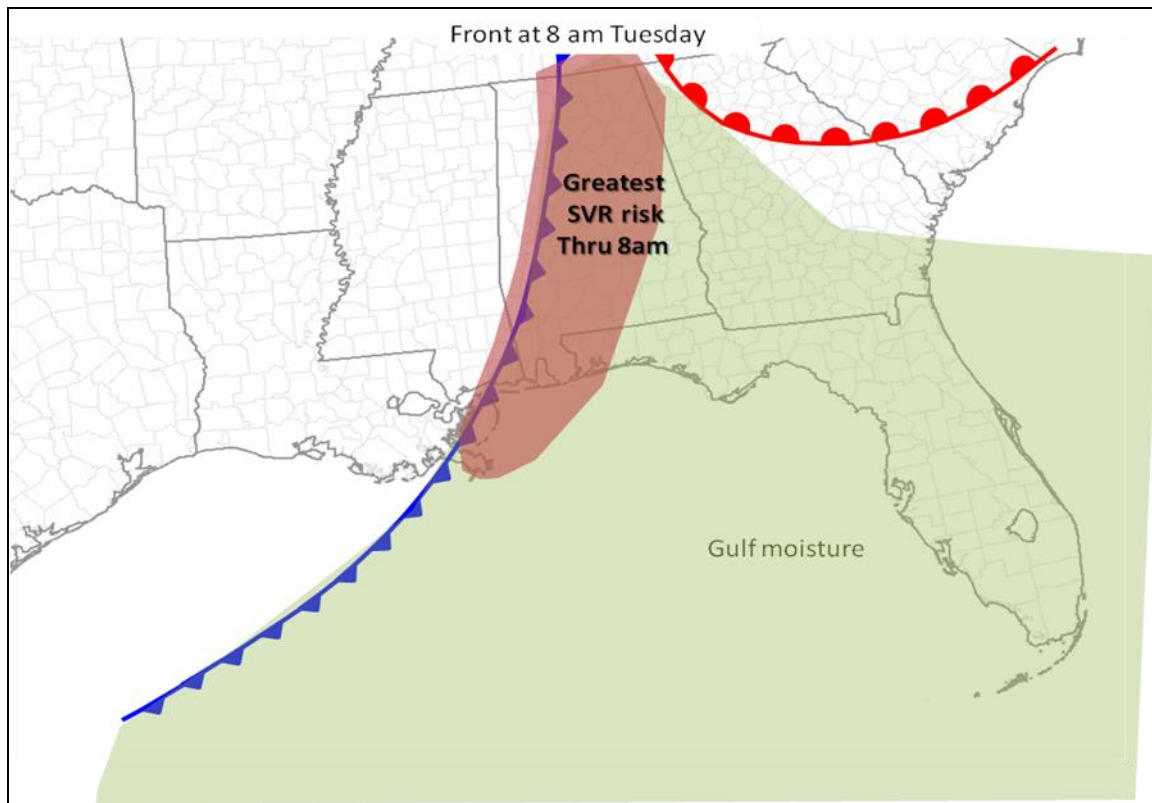 Front at 8 am Tuesday
Greatest
SVR risk
Thru 8am
Gulf moisture